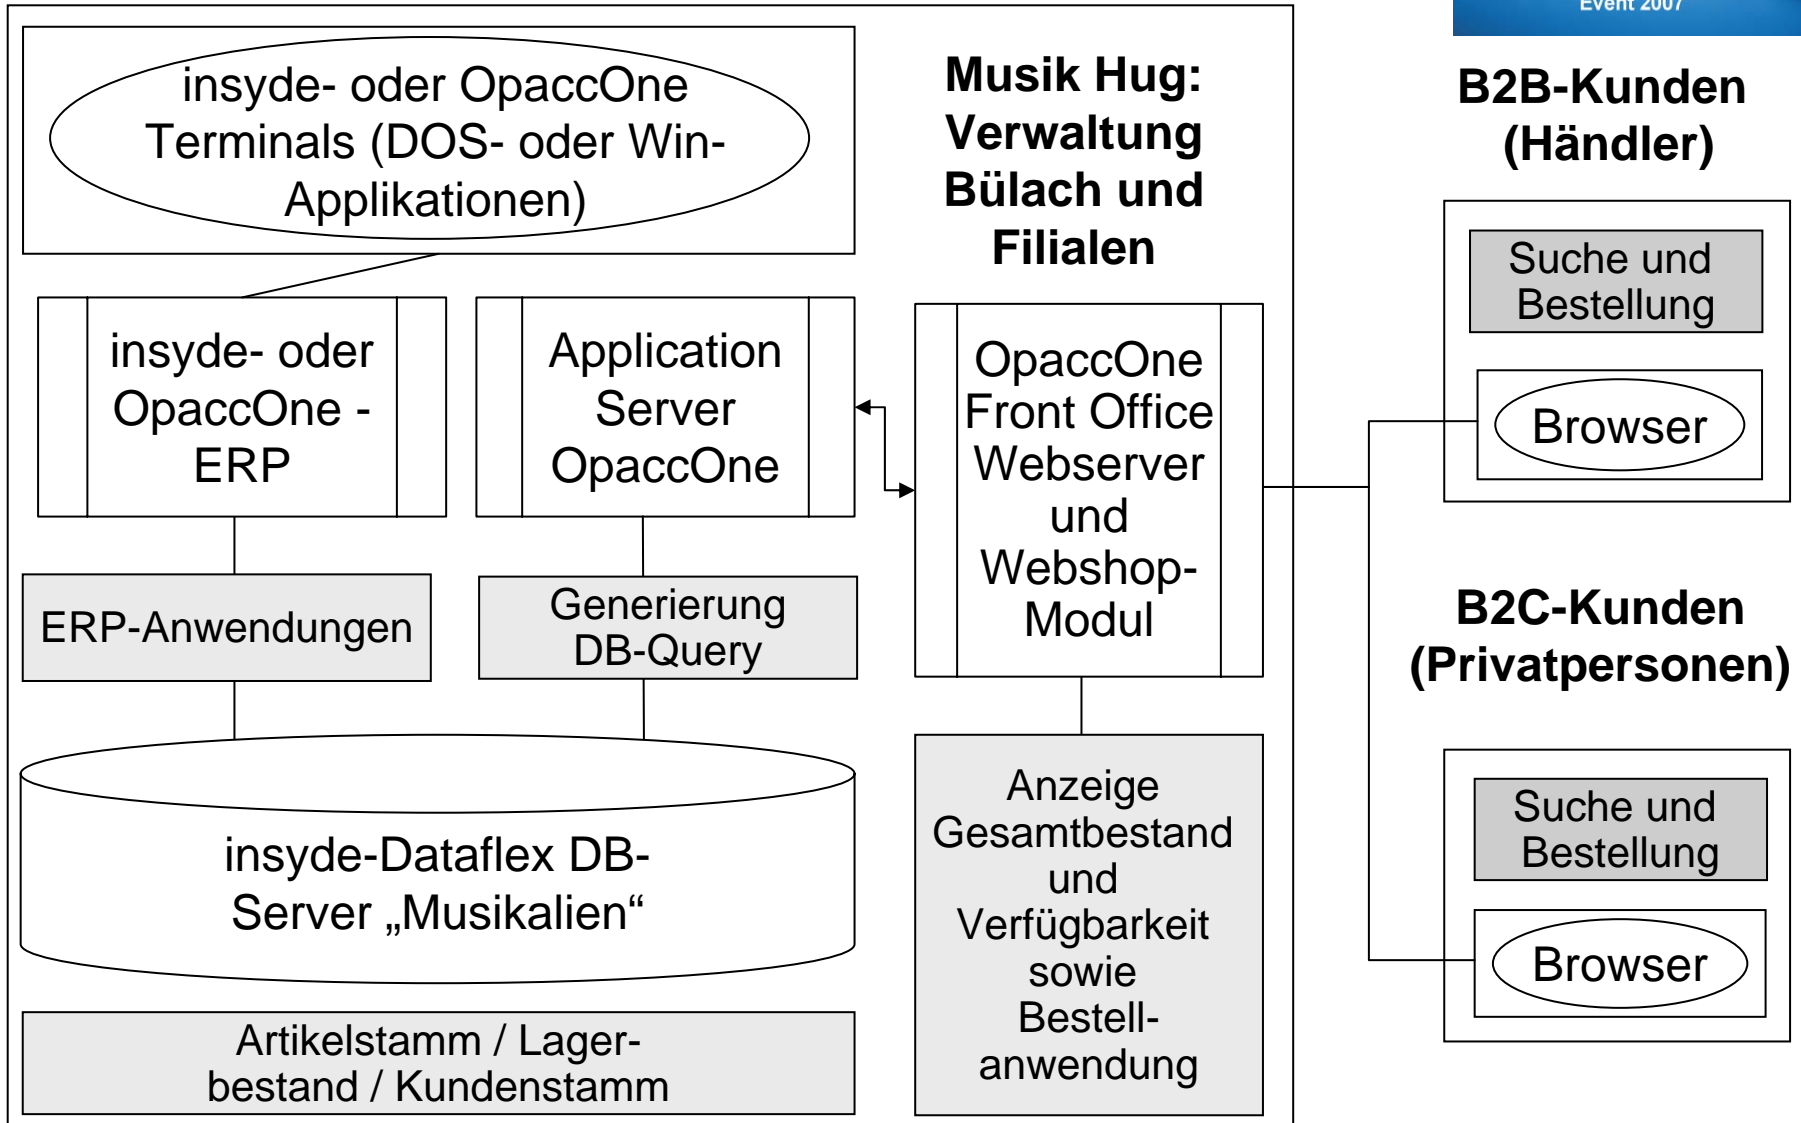 Event 2007
insyde- oder OpaccOne
Terminals (DOS- oder Win-
Applikationen)
Musik Hug:
Verwaltung
Bülach und
Filialen
B2B-Kunden
(Händler)
Suche und
Bestellung
Browser
insyde- oder
OpaccOne -
ERP
Application
Server
OpaccOne
OpaccOne
Front Office
Webserver
und
Webshop-
Modul
ERP-Anwendungen
Generierung
DB-Query
B2C-Kunden
(Privatpersonen)
insyde-Dataflex DB-
Server „Musikalien“
Anzeige
Gesamtbestand
und
Verfügbarkeit
sowie
Bestell-
anwendung
Suche und
Bestellung
Browser
Artikelstamm / Lager-
bestand / Kundenstamm